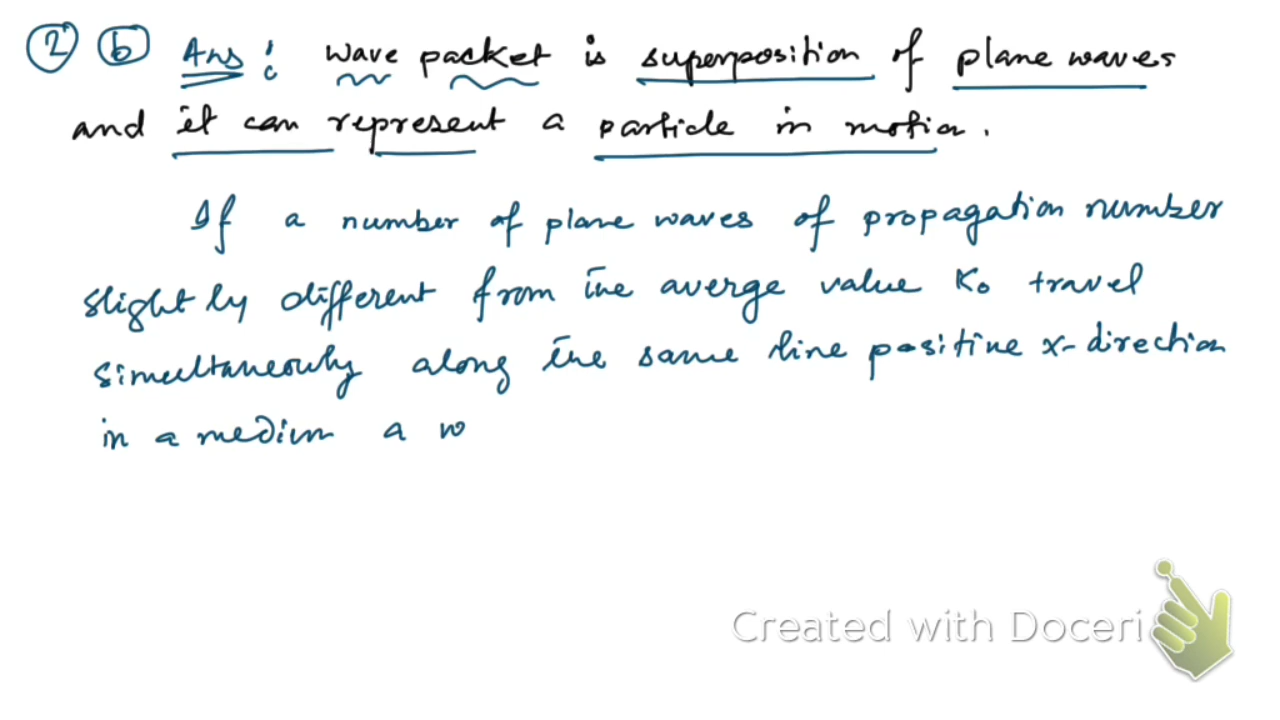 2 b Ans: Wave packet is superposition of plane waves
and it can represent a particle in motion.
If a number of plane waves of propagation number
slightly different from the averge value K₀ travel
simultaneously along the same line positive x-direction
in a medium a w
Created with Doceri